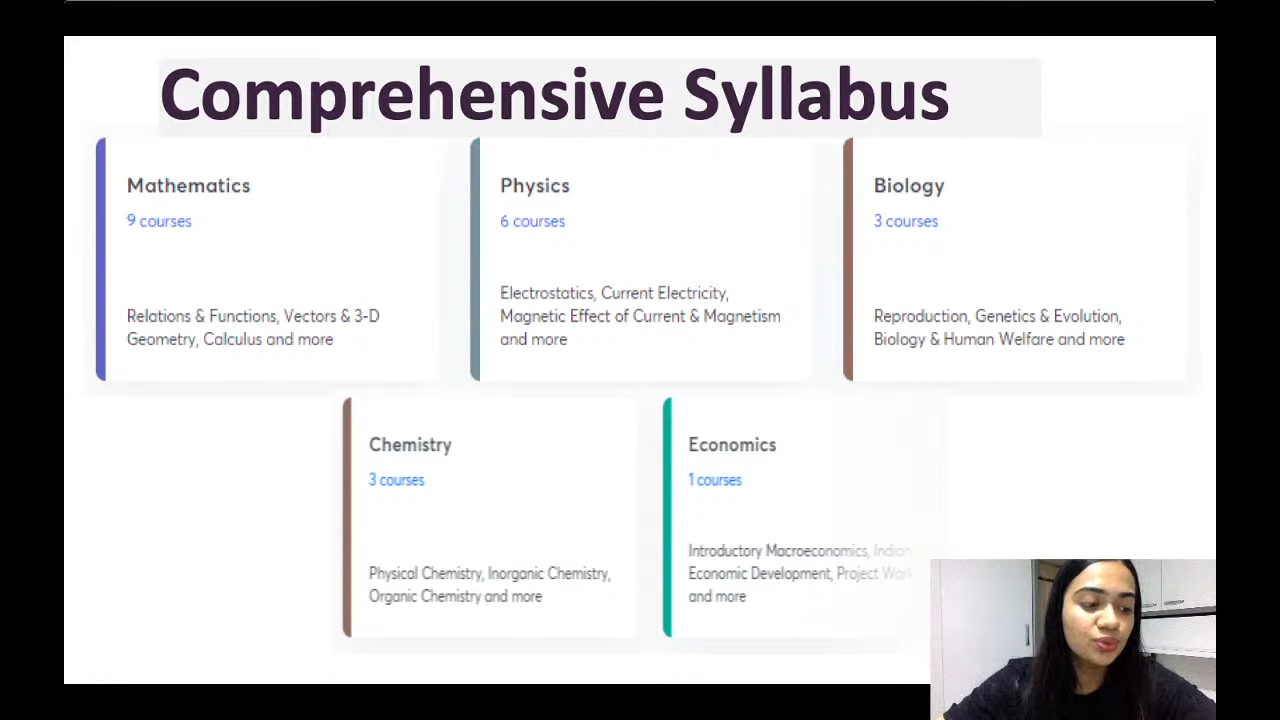 Comprehensive Syllabus
Mathematics
9 courses
Relations & Functions, Vectors & 3-D
Geometry, Calculus and more
Physics
6 courses
Electrostatics, Current Electricity,
Magnetic Effect of Current & Magnetism
and more
Biology
3 courses
Reproduction, Genetics & Evolution,
Biology & Human Welfare and more
Chemistry
3 courses
Physical Chemistry, Inorganic Chemistry,
Organic Chemistry and more
Economics
1 courses
Introductory Macroeconomics, Indian
Economic Development, Project Work
and more